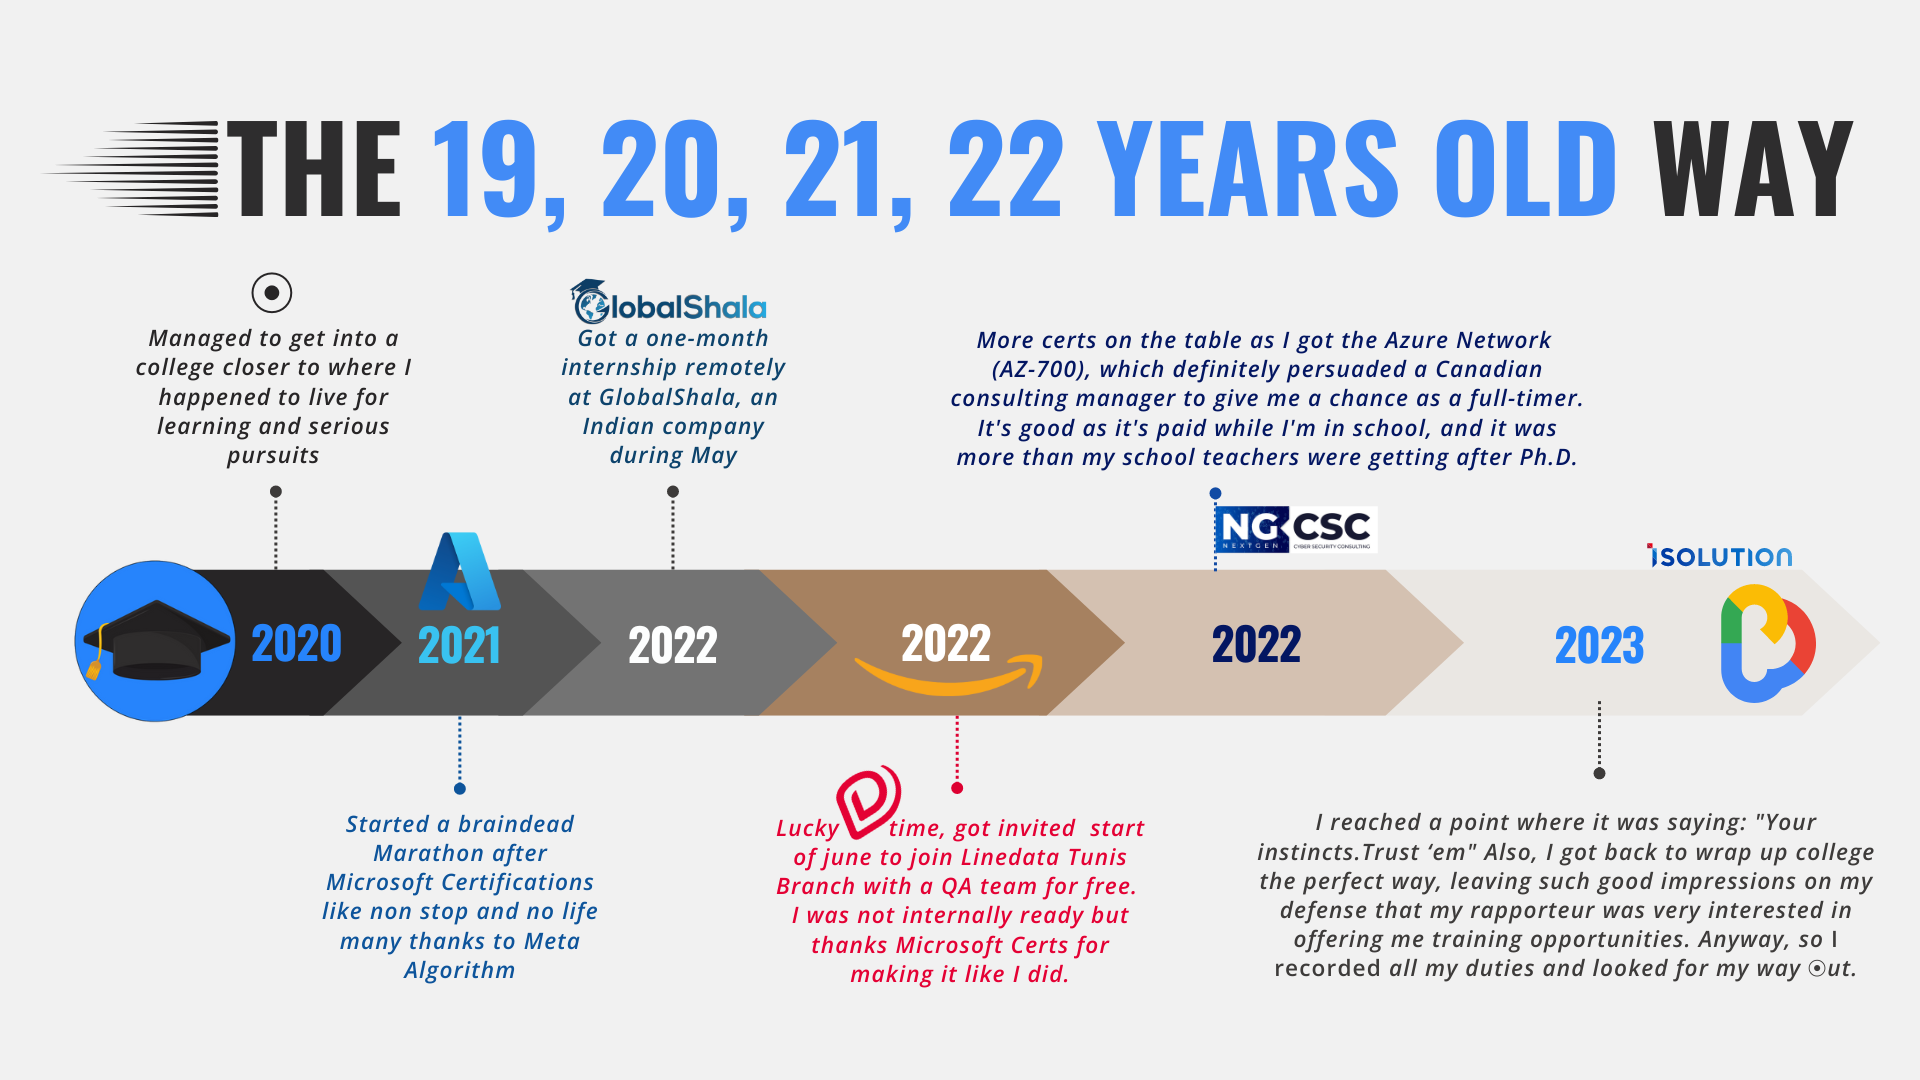 THE 19, 20, 21, 22 YEARS OLD WAY
Managed to get into a
college closer to where I
happened to live for
learning and serious
pursuits
GlobalShala
Got a one-month
internship remotely
at GlobalShala, an
Indian company
during May
More certs on the table as I got the Azure Network
(AZ-700), which definitely persuaded a Canadian
consulting manager to give me a chance as a full-timer.
It's good as it's paid while I'm in school, and it was
more than my school teachers were getting after Ph.D.
NG CSC
NEXTGEN CYBER SECURITY CONSULTING
ISOLUTION
2020
2021
2022
2022
2022
2023
Started a braindead
Marathon after
Microsoft Certifications
like non stop and no life
many thanks to Meta
Algorithm
Lucky time, got invited start
of june to join Linedata Tunis
Branch with a QA team for free.
I was not internally ready but
thanks Microsoft Certs for
making it like I did.
I reached a point where it was saying: "Your
instincts.Trust ‘em" Also, I got back to wrap up college
the perfect way, leaving such good impressions on my
defense that my rapporteur was very interested in
offering me training opportunities. Anyway, so I
recorded all my duties and looked for my way ☉ut.